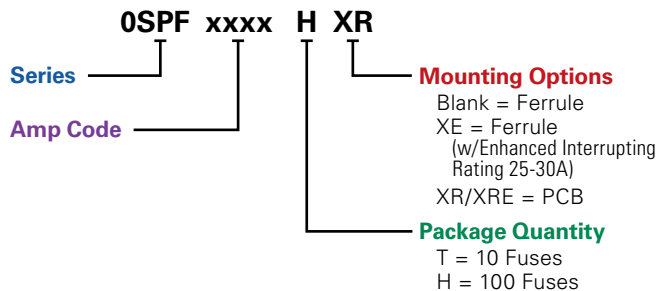 0SPF xxxx H XR
Series
Amp Code
Mounting Options
Blank = Ferrule
XE = Ferrule
(w/Enhanced Interrupting
Rating 25-30A)
XR/XRE = PCB
Package Quantity
T = 10 Fuses
H = 100 Fuses